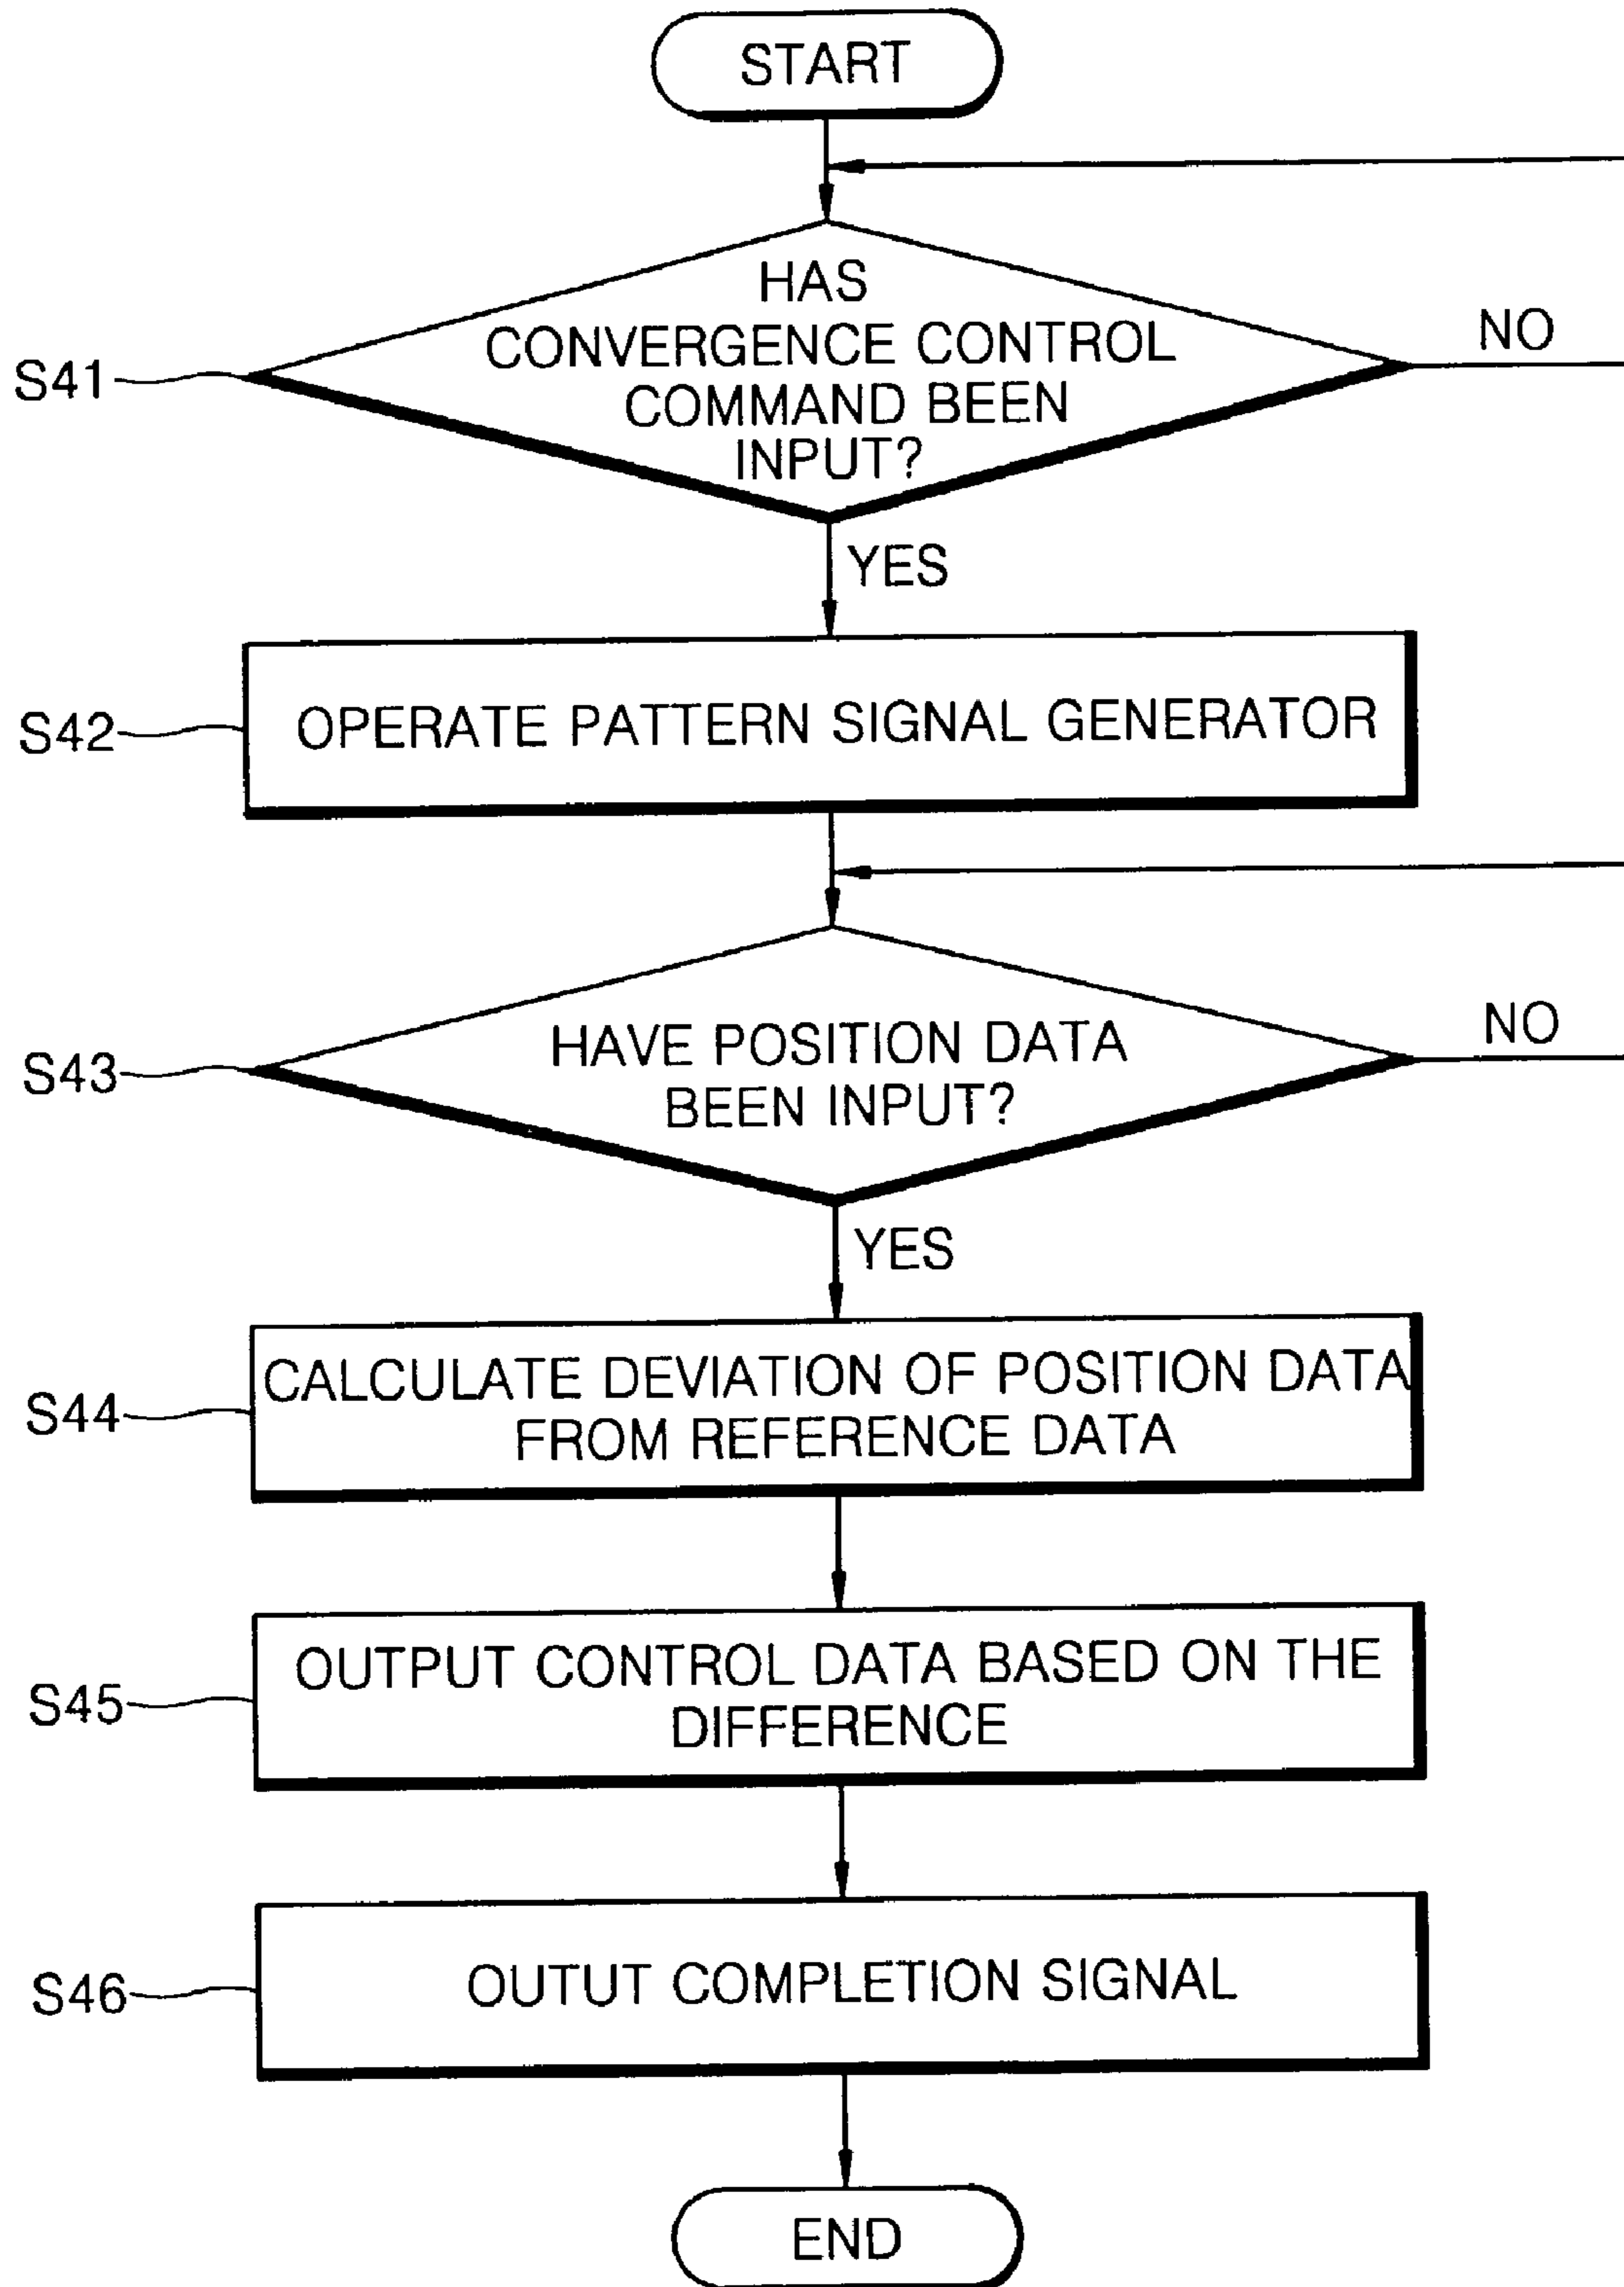 START
HAS
CONVERGENCE CONTROL
COMMAND BEEN
INPUT?
NO
S41
YES
S42
OPERATE PATTERN SIGNAL GENERATOR
HAVE POSITION DATA
BEEN INPUT?
NO
S43
YES
S44
CALCULATE DEVIATION OF POSITION DATA
FROM REFERENCE DATA
S45
OUTPUT CONTROL DATA BASED ON THE
DIFFERENCE
S46
OUTUT COMPLETION SIGNAL
END